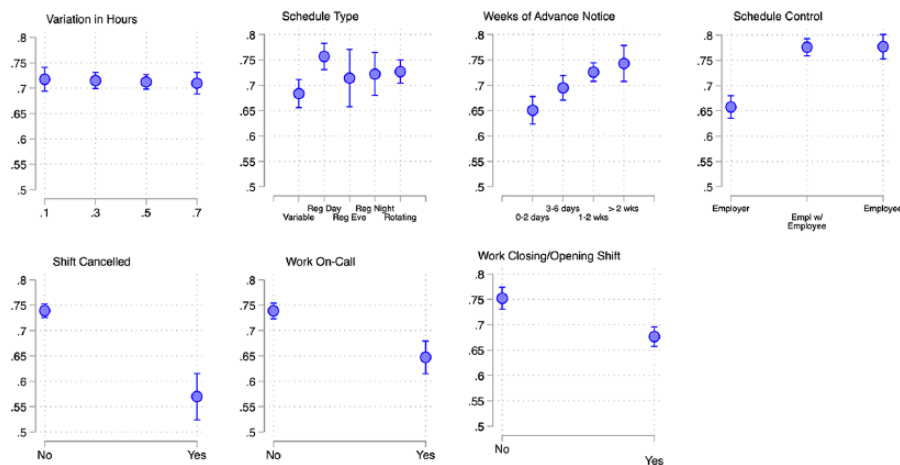 Variation in Hours
.8
.75
.7
.65
.6
.55
.5
.1 .3 .5 .7
Schedule Type
.8
.75
.7
.65
.6
.55
.5
Reg Day Reg Night
Variable Reg Eve Rotating
Weeks of Advance Notice
.8
.75
.7
.65
.6
.55
.5
3-6 days > 2 wks
0-2 days 1-2 wks
Schedule Control
.8
.75
.7
.65
.6
.55
.5
Employer Empl w/ Employee
Employee
Shift Cancelled
.8
.75
.7
.65
.6
.55
.5
No Yes
Work On-Call
.8
.75
.7
.65
.6
.55
.5
No Yes
Work Closing/Opening Shift
.8
.75
.7
.65
.6
.55
.5
No
Yes